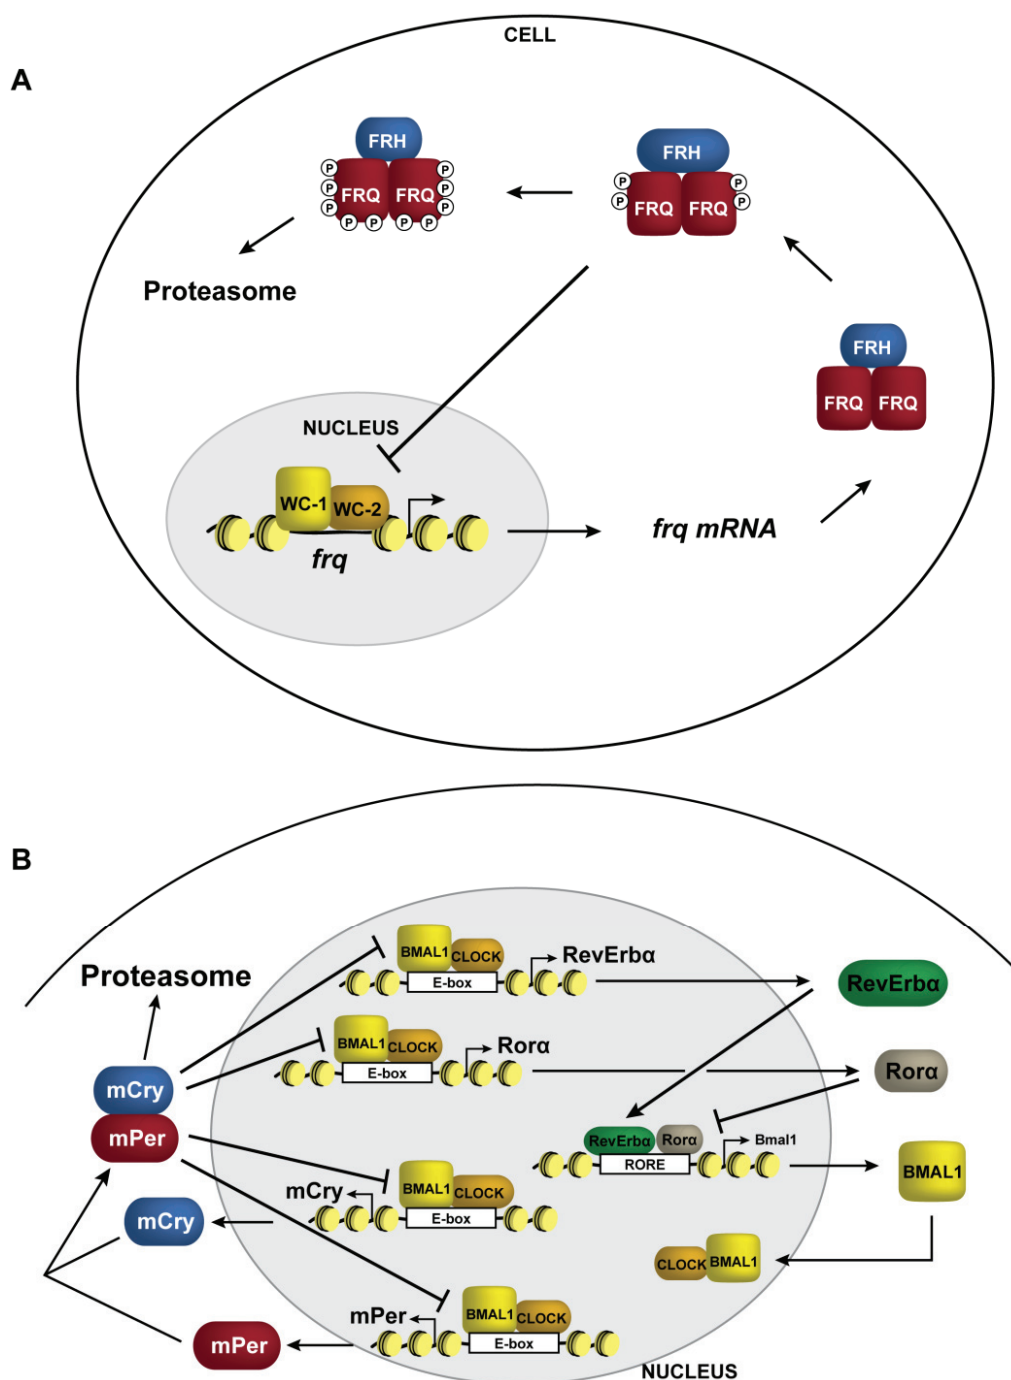 CELL
A
FRH
P P P P P P P P P P
FRQ FRQ
FRH
P P P P
FRQ FRQ
Proteasome
FRH
FRQ FRQ
NUCLEUS
WC-1 WC-2
frq
frq mRNA
B
Proteasome
BMAL1 CLOCK
E-box
RevErbα
RevErbα
BMAL1 CLOCK
E-box
Rorα
Rorα
mCry
mPer
RevErbα Rorα
RORE
Bmal1
BMAL1
mCry
mCry
BMAL1 CLOCK
E-box
CLOCK BMAL1
mPer
mPer
BMAL1 CLOCK
E-box
NUCLEUS